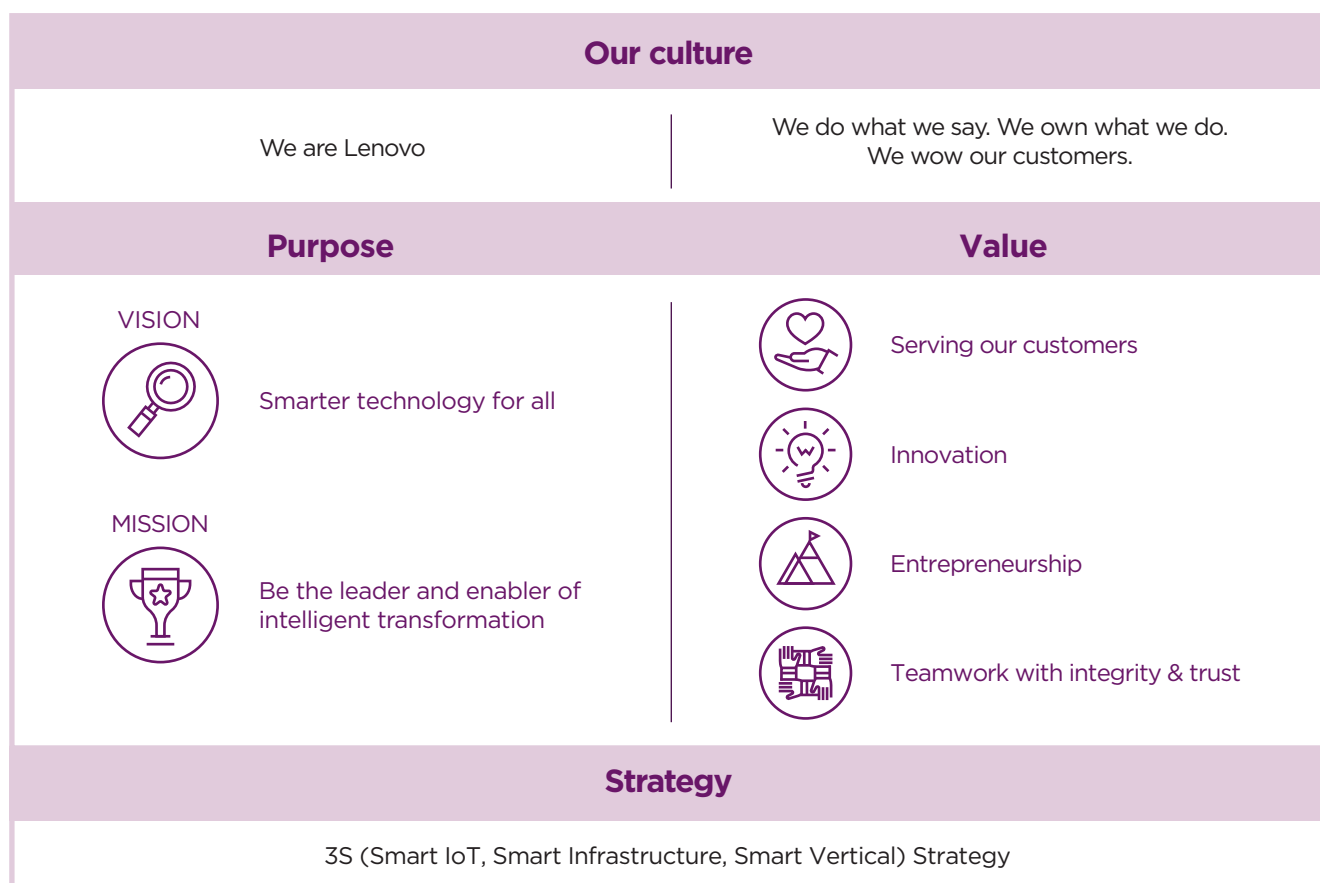 Our culture
We are Lenovo
We do what we say. We own what we do.
We wow our customers.
Purpose
Value
VISION
Smarter technology for all
MISSION
Be the leader and enabler of
intelligent transformation
Serving our customers
Innovation
Entrepreneurship
Teamwork with integrity & trust
Strategy
3S (Smart IoT, Smart Infrastructure, Smart Vertical) Strategy